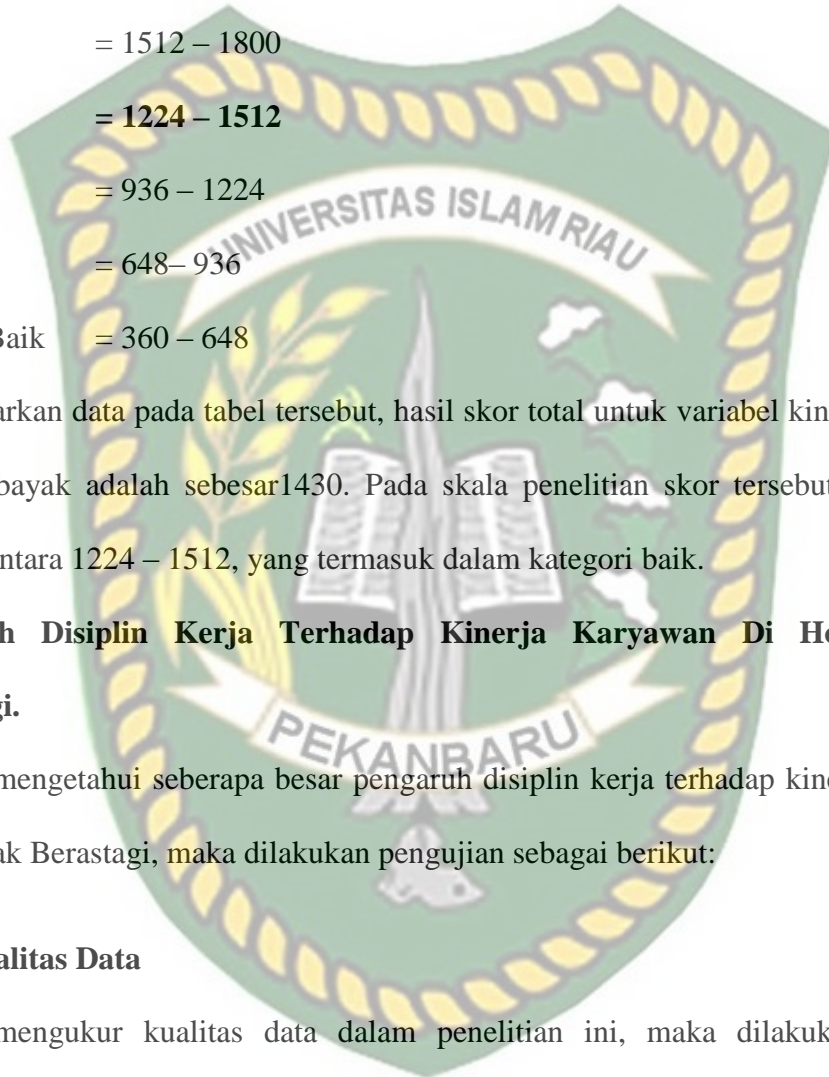 = 1512 – 1800
= 1224 – 1512
= 936 – 1224
UNIVERSITAS ISLAM RIAU
= 648– 936
Baik = 360 – 648
arkan data pada tabel tersebut, hasil skor total untuk variabel kin
bayak adalah sebesar1430. Pada skala penelitian skor tersebut
ntara 1224 – 1512, yang termasuk dalam kategori baik.
h Disiplin Kerja Terhadap Kinerja Karyawan Di Ho
gi.
PEKANBARU
mengetahui seberapa besar pengaruh disiplin kerja terhadap kine
ak Berastagi, maka dilakukan pengujian sebagai berikut:
alitas Data
mengukur kualitas data dalam penelitian ini, maka dilakuk